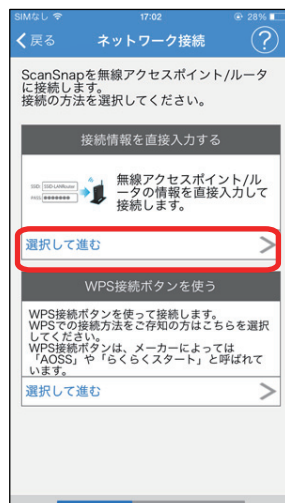 SIMなし 17:02 28%
戻る ネットワーク接続 ?
ScanSnapを無線アクセスポイント/ルータ
に接続します。
接続の方法を選択してください。
接続情報を直接入力する
SSID
無線アクセスポイント/ル
ータの情報を直接入力して
接続します。
選択して進む
WPS接続ボタンを使う
WPS接続ボタンを使って接続します。
WPSでの接続方法をご存知の方はこちらを選択
してください。
WPS接続ボタンは、メーカーによっては
「AOSS」や「らくらくスタート」と呼ばれて
います。
選択して進む